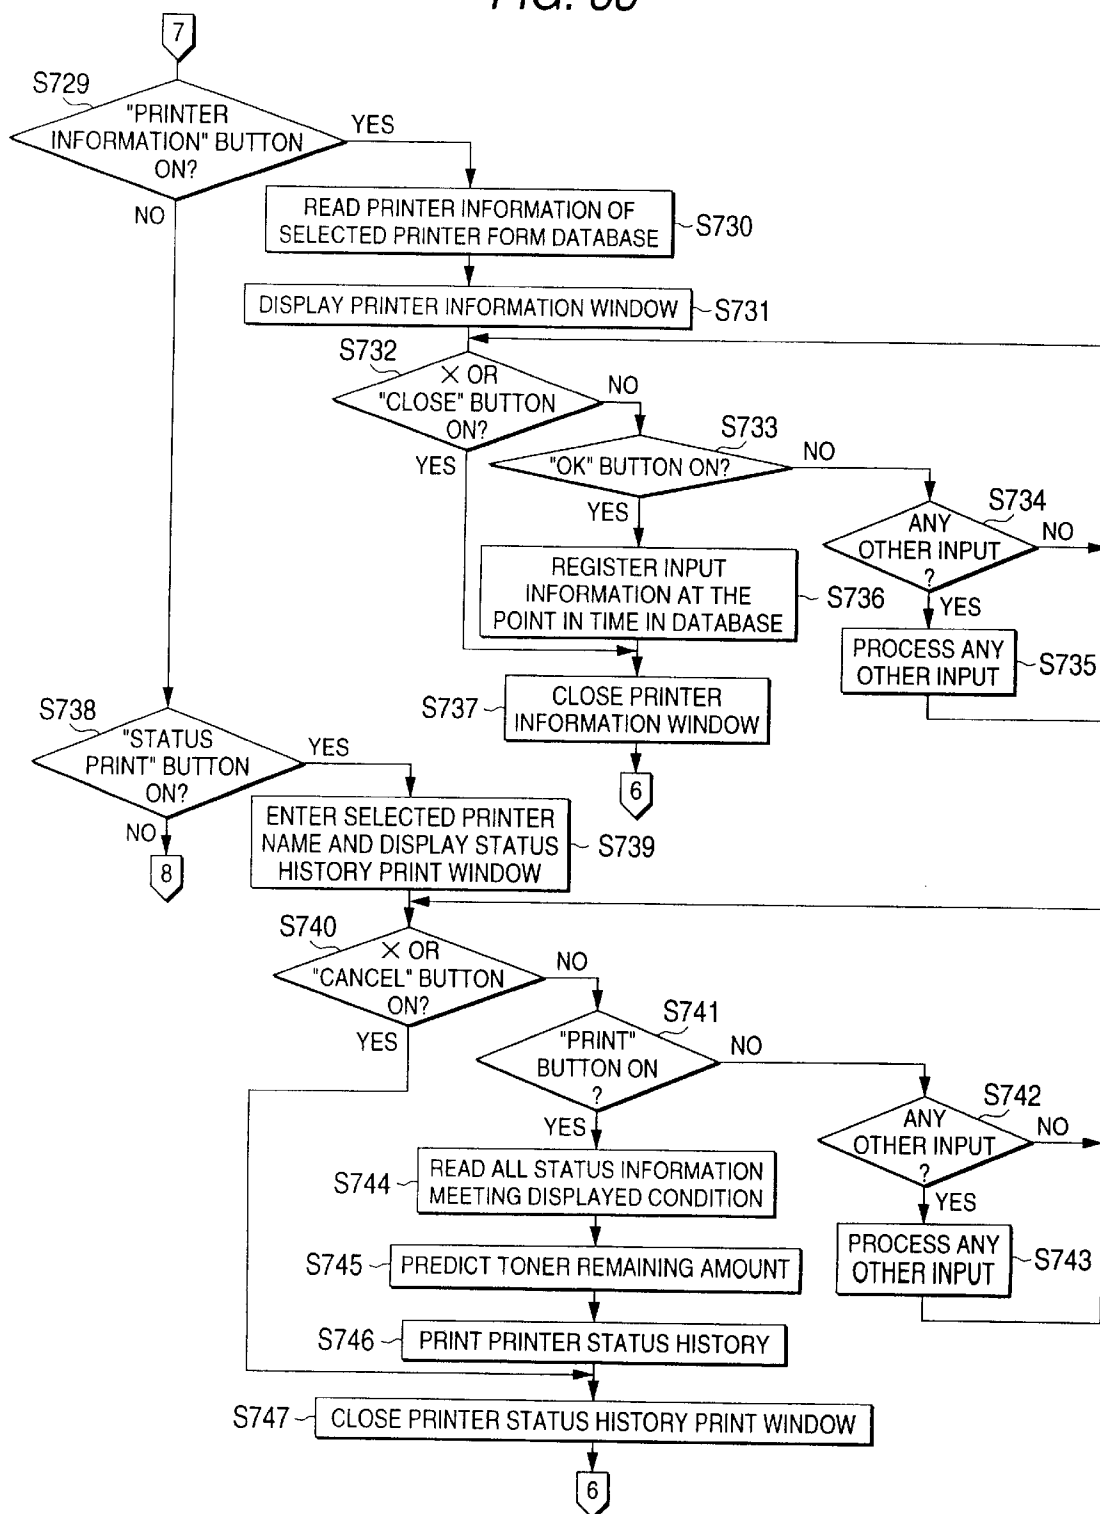 7
S729
"PRINTER
INFORMATION" BUTTON
ON?
YES
NO
READ PRINTER INFORMATION OF
SELECTED PRINTER FORM DATABASE
S730
DISPLAY PRINTER INFORMATION WINDOW
S731
S732
× OR
"CLOSE" BUTTON
ON?
NO
YES
S733
"OK" BUTTON ON?
NO
YES
S734
ANY
OTHER INPUT
?
NO
YES
REGISTER INPUT
INFORMATION AT THE
POINT IN TIME IN DATABASE
S736
PROCESS ANY
OTHER INPUT
S735
S737
CLOSE PRINTER
INFORMATION WINDOW
6
S738
"STATUS
PRINT" BUTTON
ON?
YES
NO
8
ENTER SELECTED PRINTER
NAME AND DISPLAY STATUS
HISTORY PRINT WINDOW
S739
S740
× OR
"CANCEL" BUTTON
ON?
NO
YES
S741
"PRINT"
BUTTON ON
?
NO
YES
S742
ANY
OTHER INPUT
?
NO
YES
S744
READ ALL STATUS INFORMATION
MEETING DISPLAYED CONDITION
PROCESS ANY
OTHER INPUT
S743
S745
PREDICT TONER REMAINING AMOUNT
S746
PRINT PRINTER STATUS HISTORY
S747
CLOSE PRINTER STATUS HISTORY PRINT WINDOW
6